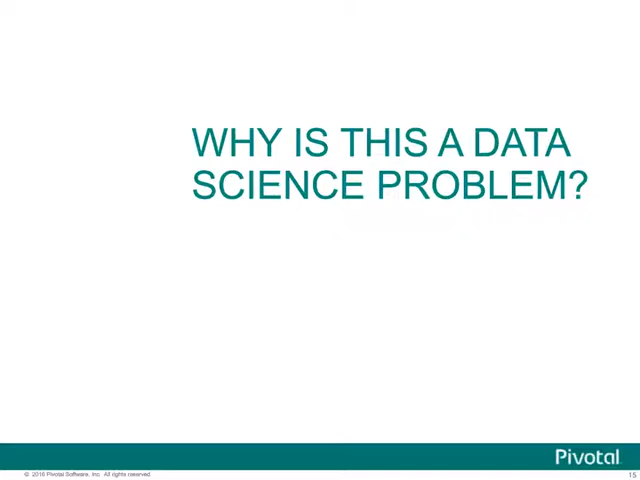 WHY IS THIS A DATA
SCIENCE PROBLEM?
Pivotal
© 2016 Pivotal Software, Inc. All rights reserved
15